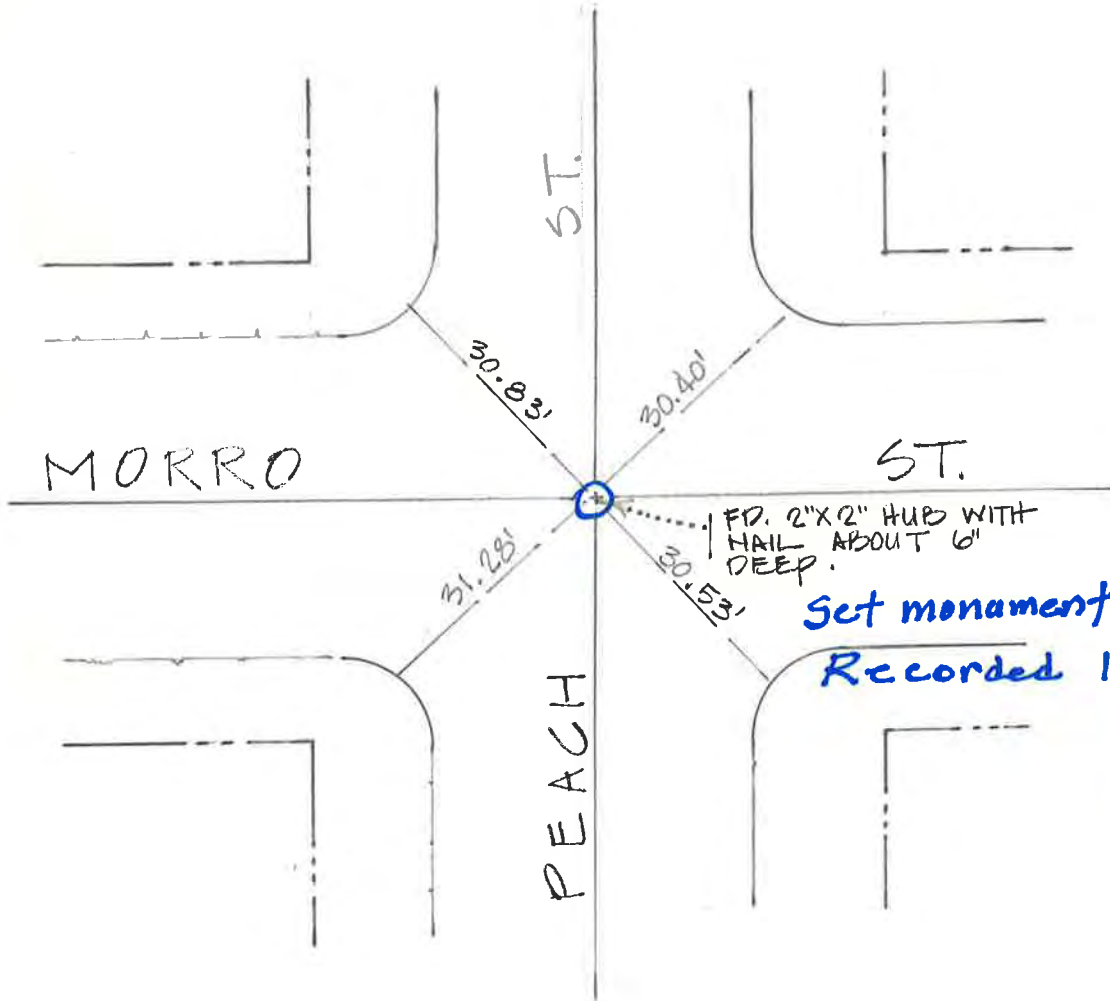 ST.
30.83'
30.40'
MORRO
ST.
FD. 2"X2" HUB WITH
NAIL ABOUT 6"
DEEP.
31.28'
30.53'
Set monament
Recorded 1
PEACH